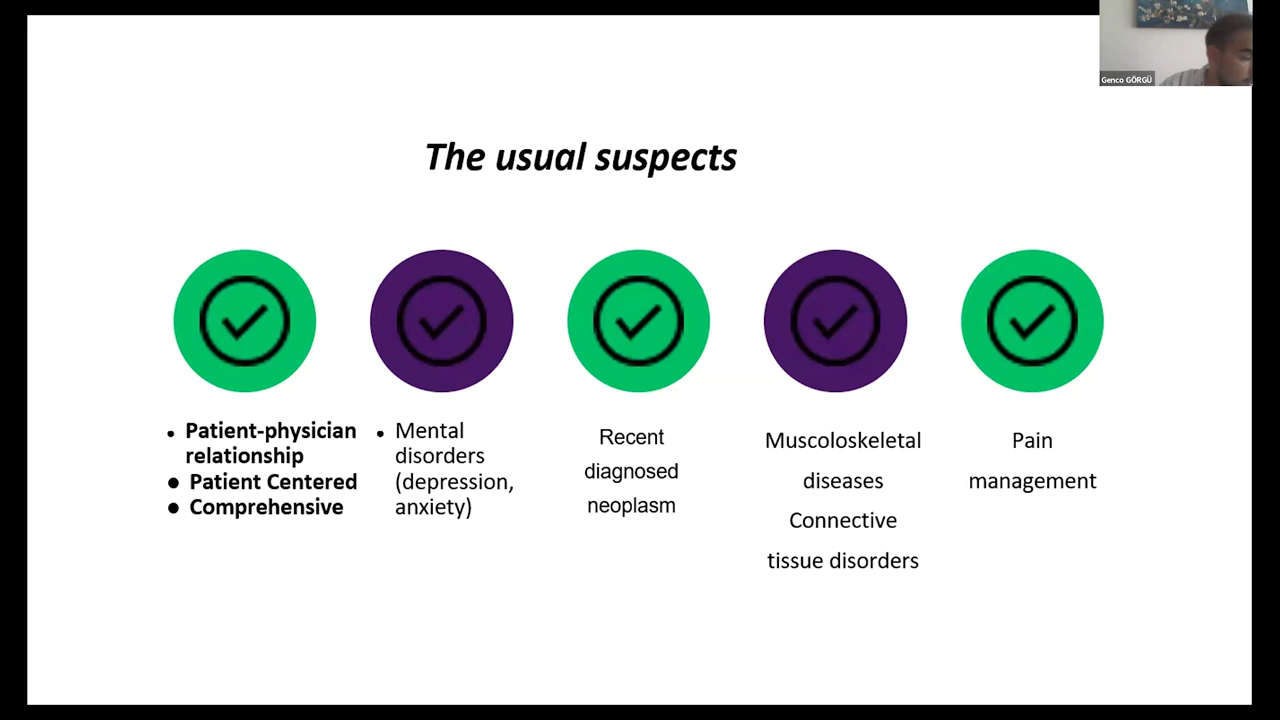 Genco GÖRGÜ
The usual suspects
• Patient-physician
relationship
• Patient Centered
• Comprehensive
• Mental
disorders
(depression,
anxiety)
Recent
diagnosed
neoplasm
Muscoloskeletal
diseases
Connective
tissue disorders
Pain
management